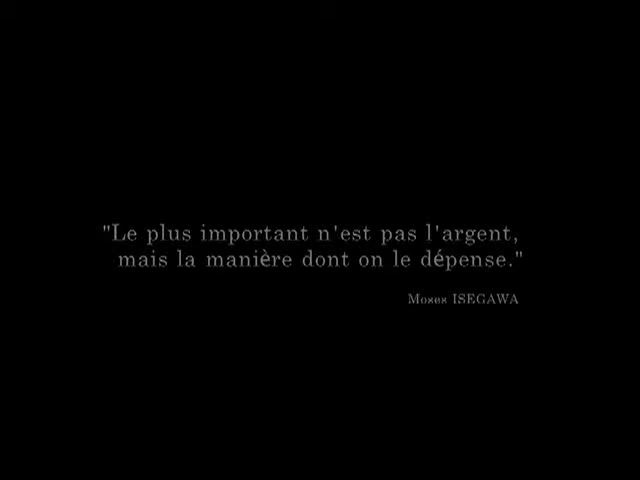 "Le plus important n'est pas l'argent,
mais la manière dont on le dépense."
Moses ISEGAWA